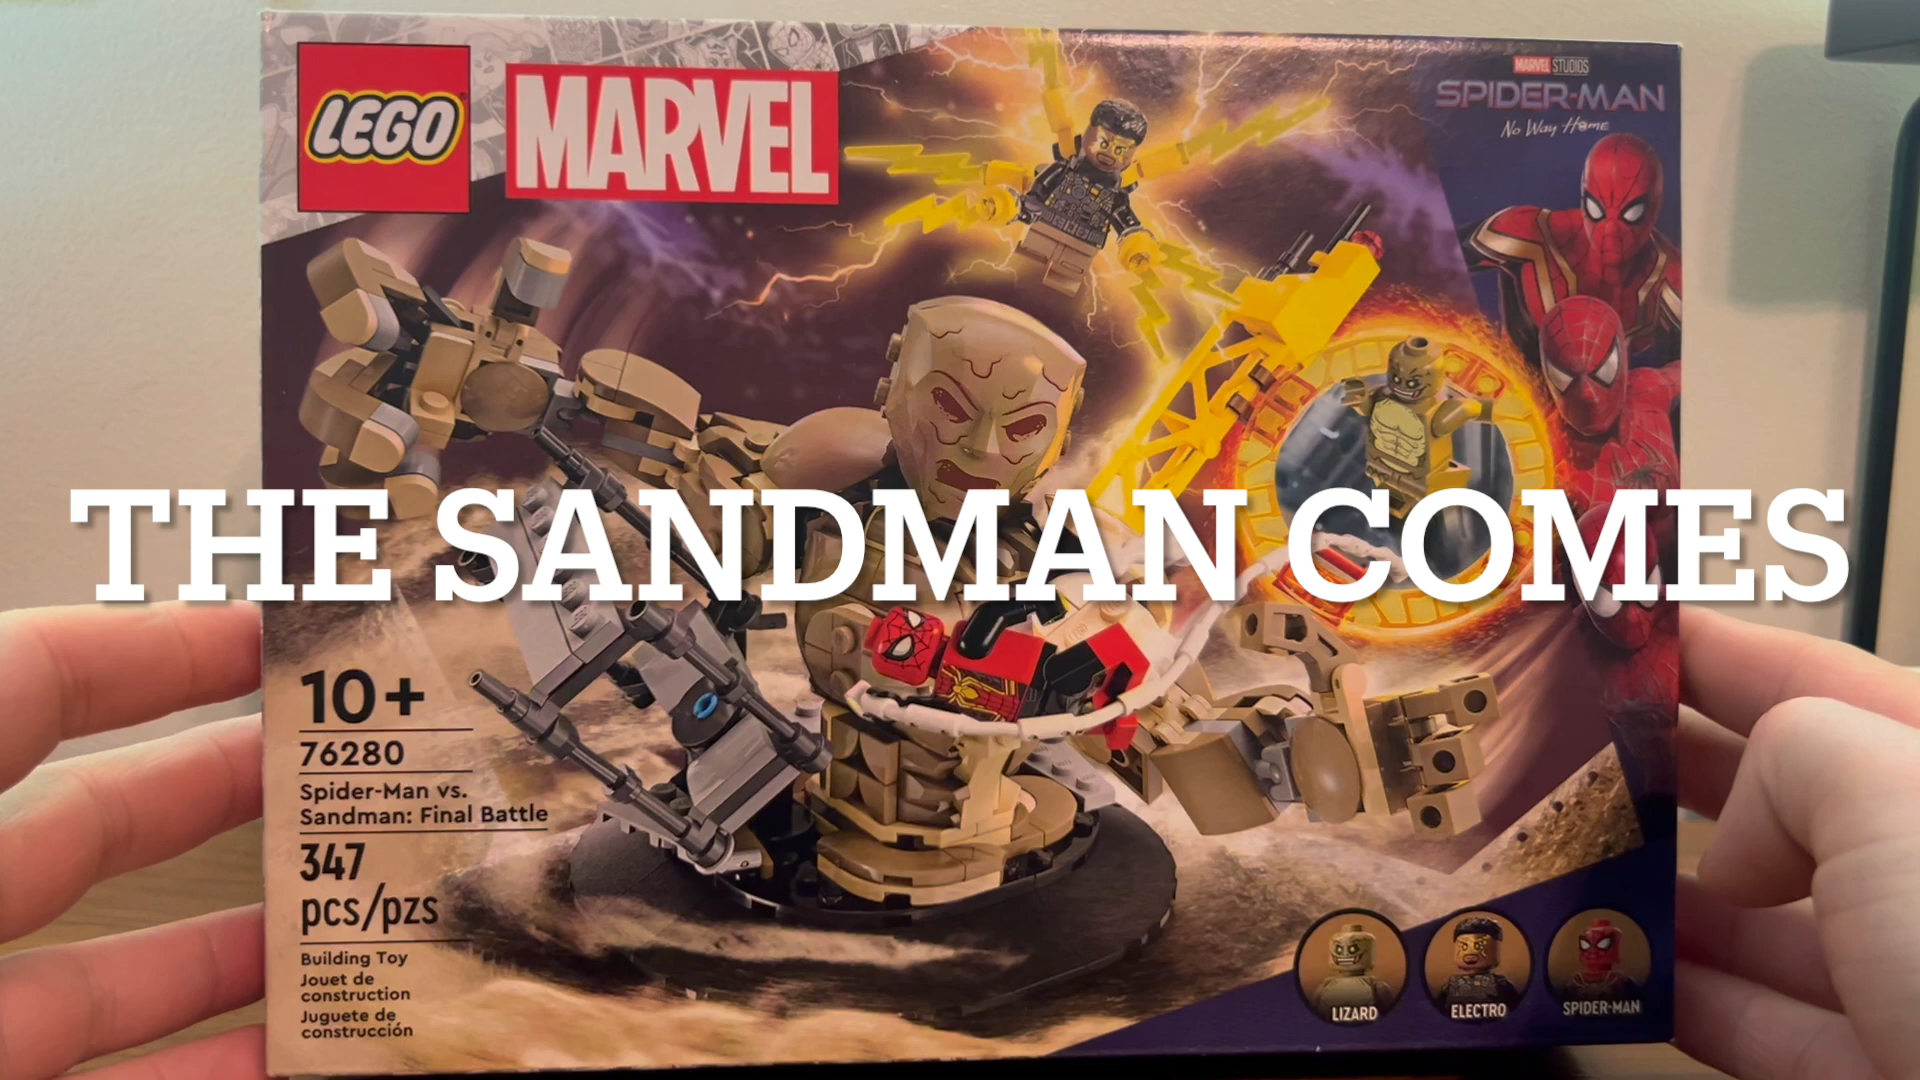 LEGO
MARVEL
MARVEL STUDIOS
SPIDER-MAN
No Way Home
THE SANDMAN COMES
10+
76280
Spider-Man vs.
Sandman: Final Battle
347
pcs/pzs
Building Toy
Jouet de
construction
Juguete de
construcción
LIZARD
ELECTRO
SPIDER-MAN